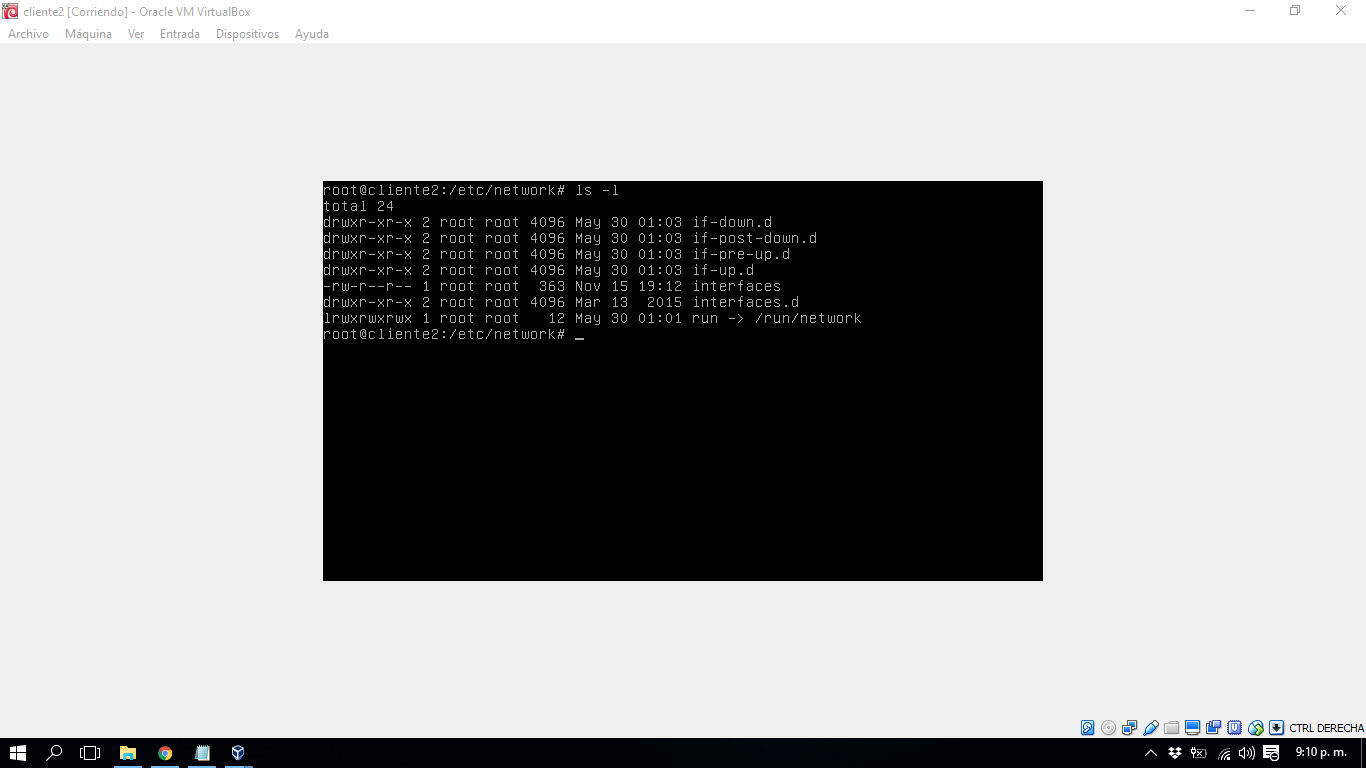 cliente2 [Corriendo] - Oracle VM VirtualBox
Archivo Máquina Ver Entrada Dispositivos Ayuda
root@cliente2:/etc/network# ls -l
total 24
drwxr-xr-x 2 root root 4096 May 30 01:03 if-down.d
drwxr-xr-x 2 root root 4096 May 30 01:03 if-post-down.d
drwxr-xr-x 2 root root 4096 May 30 01:03 if-pre-up.d
drwxr-xr-x 2 root root 4096 May 30 01:03 if-up.d
-rw-r--r-- 1 root root  363 Nov 15 19:12 interfaces
drwxr-xr-x 2 root root 4096 Mar 13  2015 interfaces.d
lrwxrwxrwx 1 root root   12 May 30 01:01 run -> /run/network
root@cliente2:/etc/network# _
CTRL DERECHA
9:10 p. m.